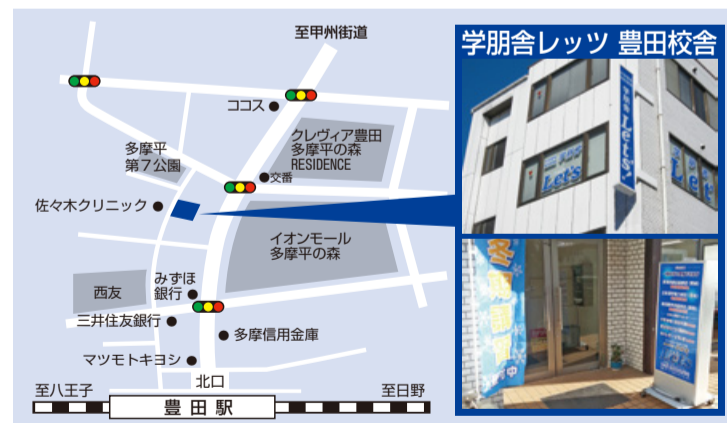 至甲州街道
ココス
クレヴィア豊田
多摩平の森
RESIDENCE
多摩平
第7公園
交番
佐々木クリニック
イオンモール
多摩平の森
みずほ
銀行
西友
三井住友銀行
多摩信用金庫
マツモトキヨシ
北口
至八王子
至日野
豊田駅
学朋舎レッツ 豊田校舎
学朋舎
Let's!
Let's
Let